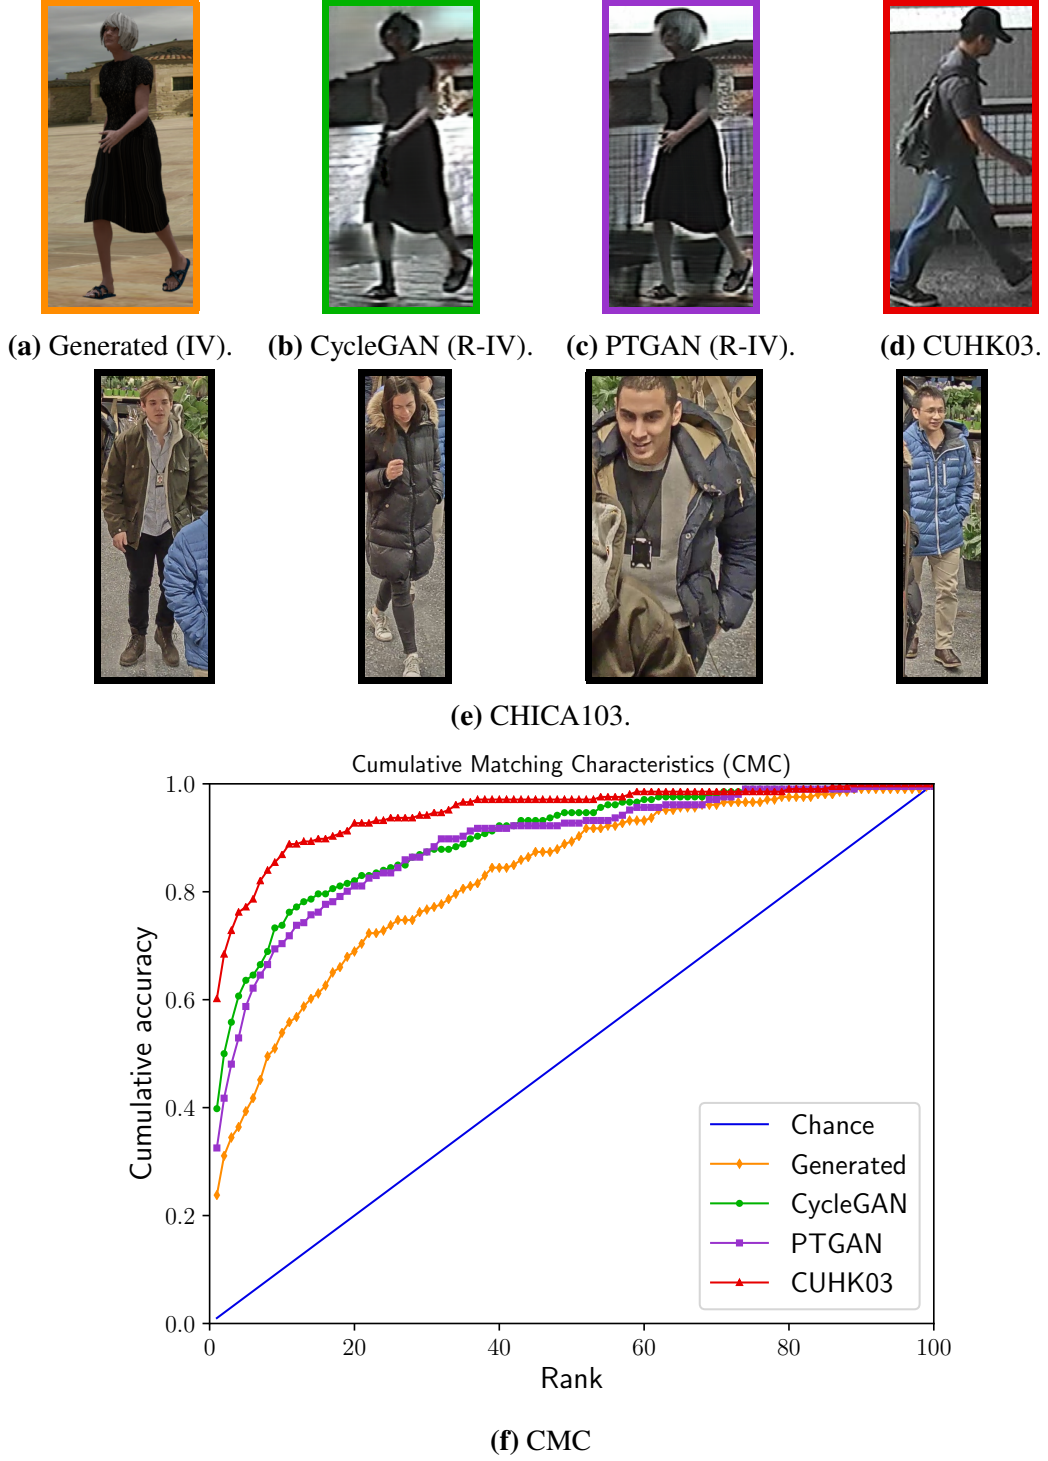 (a) Generated (IV). (b) CycleGAN (R-IV). (c) PTGAN (R-IV). (d) CUHK03.
(e) CHICA103.
Cumulative Matching Characteristics (CMC)
1.0
0.8
0.6
0.4
0.2
0.0
Cumulative accuracy
Chance
Generated
CycleGAN
PTGAN
CUHK03
0 20 40 60 80 100
Rank
(f) CMC